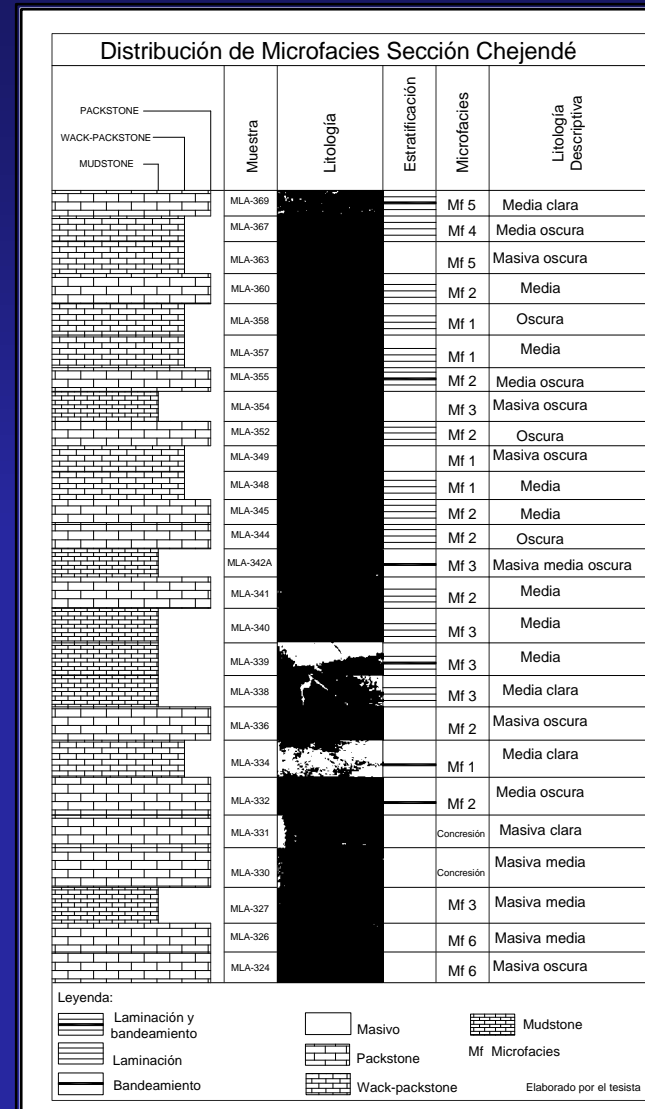 Distribución de Microfacies Sección Chejendé
PACKSTONE
WACK-PACKSTONE
MUDSTONE
Muestra
Litología
Estratificación
Microfacies
Litología
Descriptiva
MLA-369 Mf 5 Media clara
MLA-367 Mf 4 Media oscura
MLA-363 Mf 5 Masiva oscura
MLA-360 Mf 2 Media
MLA-358 Mf 1 Oscura
MLA-357 Mf 1 Media
MLA-355 Mf 2 Media oscura
MLA-354 Mf 3 Masiva oscura
MLA-352 Mf 2 Oscura
MLA-349 Mf 1 Masiva oscura
MLA-348 Mf 1 Media
MLA-345 Mf 2 Media
MLA-344 Mf 2 Oscura
MLA-342A Mf 3 Masiva media oscura
MLA-341 Mf 2 Media
MLA-340 Mf 3 Media
MLA-339 Mf 3 Media
MLA-338 Mf 3 Media clara
MLA-336 Mf 2 Masiva oscura
MLA-334 Mf 1 Media clara
MLA-332 Mf 2 Media oscura
MLA-331 Concresión Masiva clara
MLA-330 Concresión Masiva media
MLA-327 Mf 3 Masiva media
MLA-326 Mf 6 Masiva media
MLA-324 Mf 6 Masiva oscura
Leyenda:
Laminación y
bandeamiento
Laminación
Bandeamiento
Masivo
Packstone
Wack-packstone
Mudstone
Mf Microfacies
Elaborado por el tesista